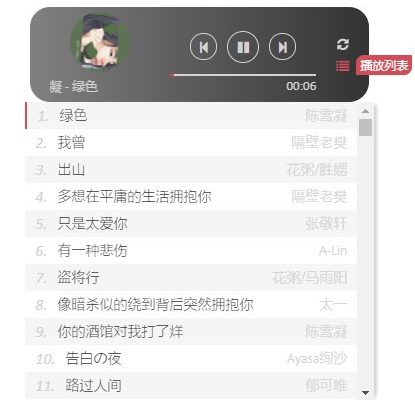 凝 - 绿色
00:06
播放列表
1. 绿色 陈雪凝
2. 我曾 隔壁老樊
3. 出山 花粥/胜娚
4. 多想在平庸的生活拥抱你 隔壁老樊
5. 只是太爱你 张敬轩
6. 有一种悲伤 A-Lin
7. 盗将行 花粥/马雨阳
8. 像暗杀似的绕到背后突然拥抱你 太一
9. 你的酒馆对我打了烊 陈雪凝
10. 告白の夜 Ayasa绚沙
11. 路过人间 郁可唯